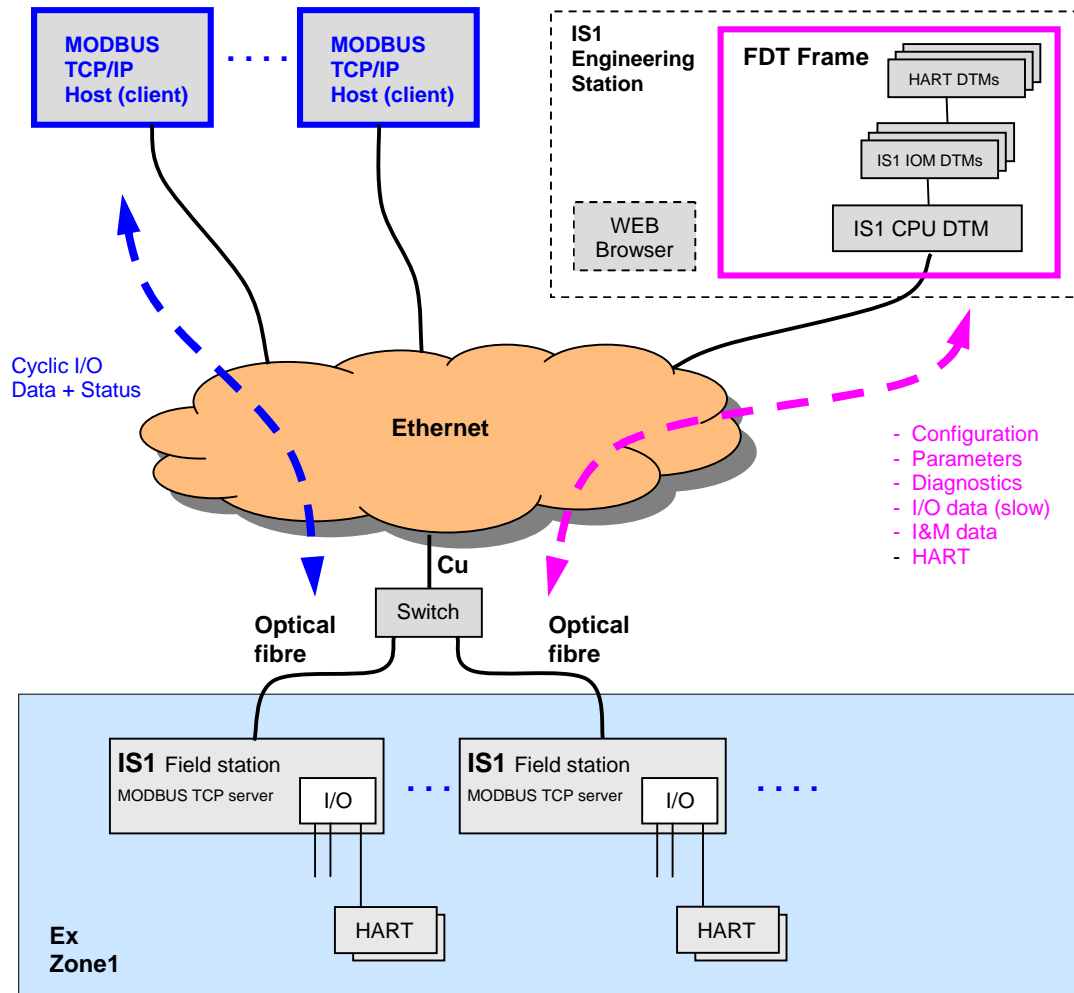 MODBUS
TCP/IP
Host (client)
MODBUS
TCP/IP
Host (client)
IS1
Engineering
Station
FDT Frame
HART DTMs
IS1 IOM DTMs
IS1 CPU DTM
WEB
Browser
Cyclic I/O
Data + Status
Ethernet
- Configuration
- Parameters
- Diagnostics
- I/O data (slow)
- I&M data
- HART
Cu
Switch
Optical
fibre
Optical
fibre
IS1 Field station
MODBUS TCP server
I/O
HART
IS1 Field station
MODBUS TCP server
I/O
HART
Ex
Zone1